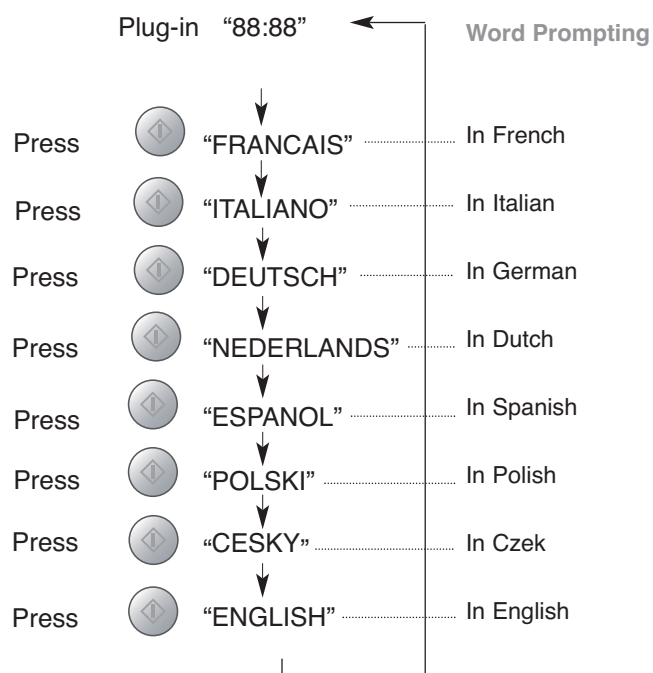 Plug-in “88:88” Word Prompting
Press “FRANCAIS” In French
Press “ITALIANO” In Italian
Press “DEUTSCH” In German
Press “NEDERLANDS” In Dutch
Press “ESPANOL” In Spanish
Press “POLSKI” In Polish
Press “CESKY” In Czek
Press “ENGLISH” In English